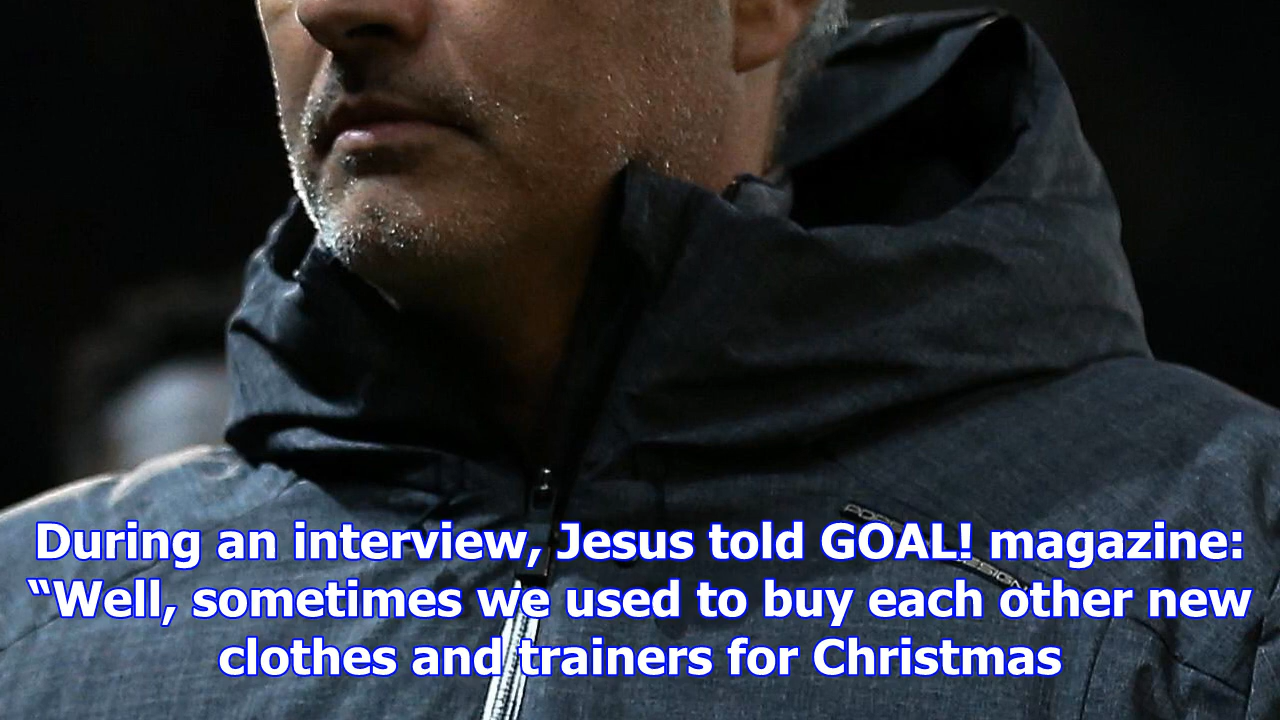 During an interview, Jesus told GOAL! magazine:
“Well, sometimes we used to buy each other new
clothes and trainers for Christmas
DESIGN